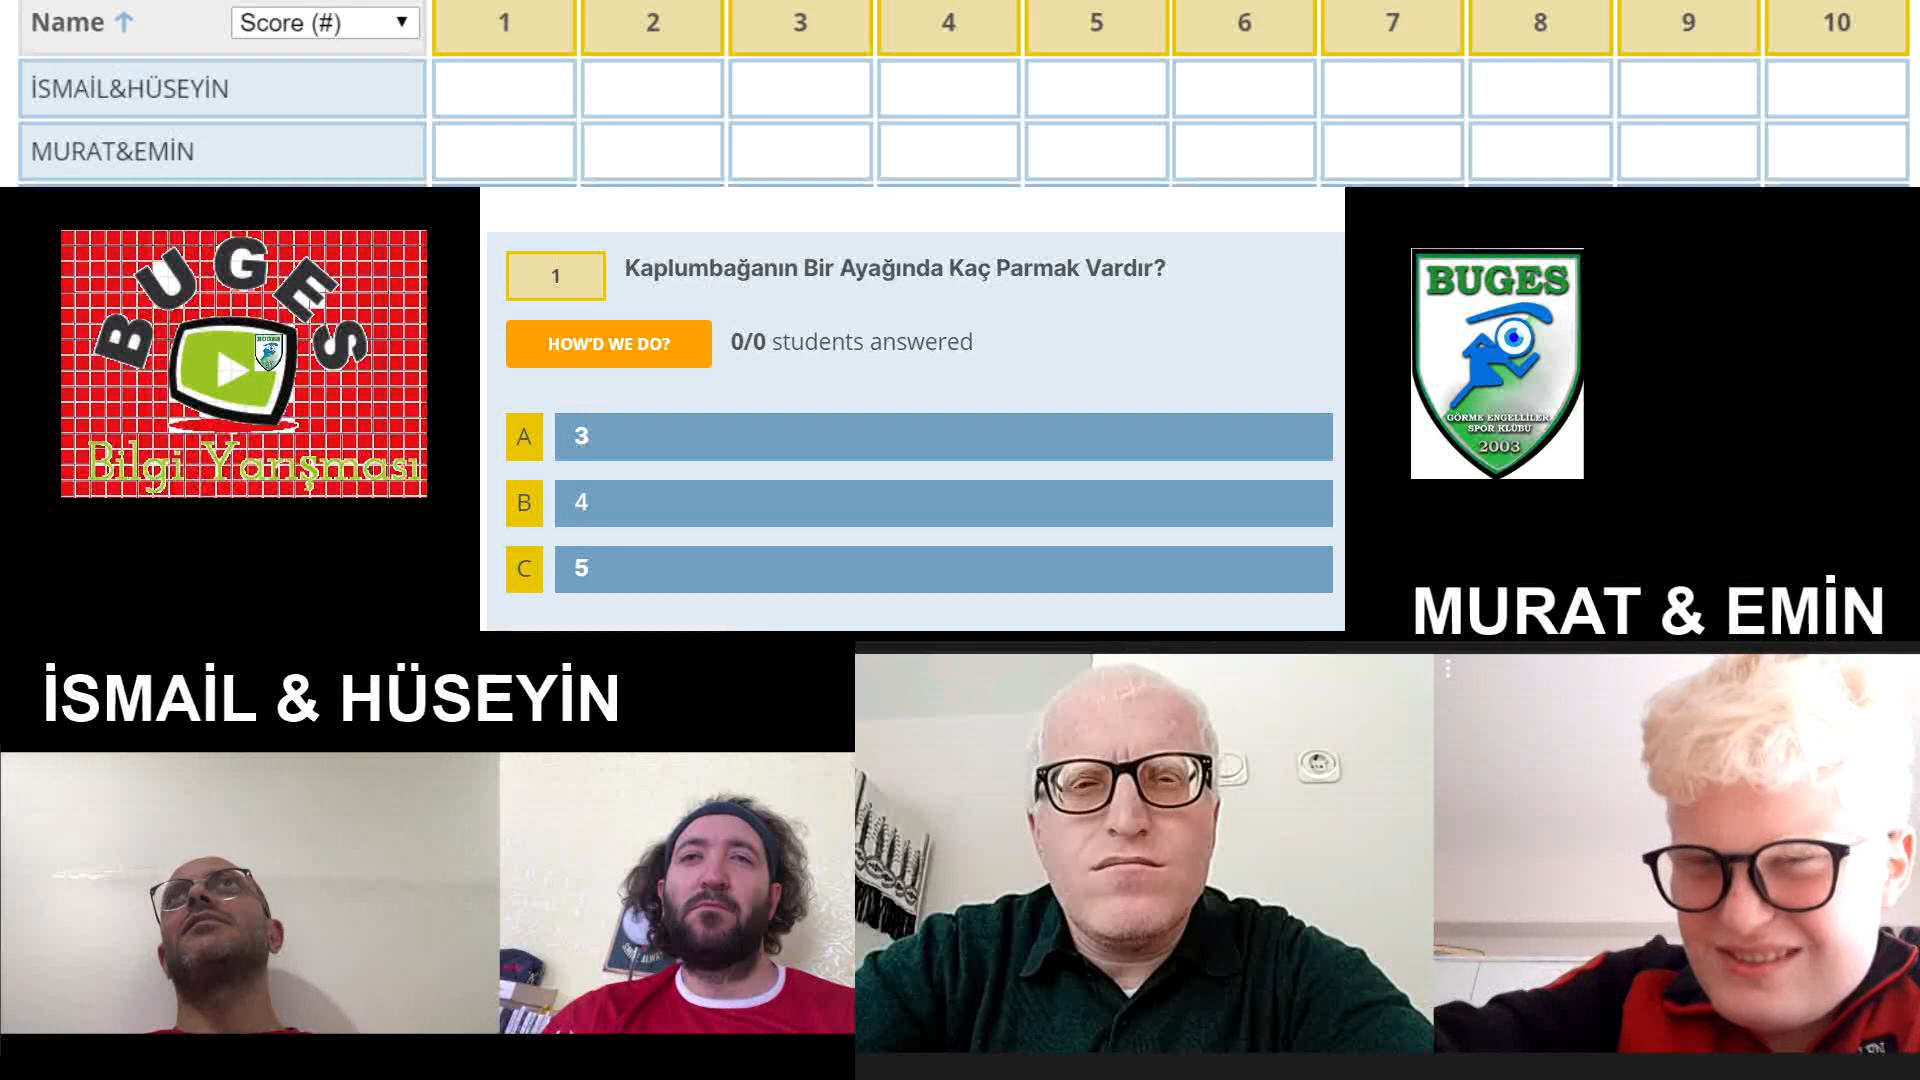 Name ↑ Score (#) ▼ 1 2 3 4 5 6 7 8 9 10
İSMAİL&HÜSEYİN
MURAT&EMİN
BUGES
Bilgi Yarışması
1 Kaplumbağanın Bir Ayağında Kaç Parmak Vardır?
HOW'D WE DO? 0/0 students answered
A 3
B 4
C 5
BUGES
GÖRME ENGELLİLER
SPOR KLÜBÜ
2003
MURAT & EMİN
İSMAİL & HÜSEYİN